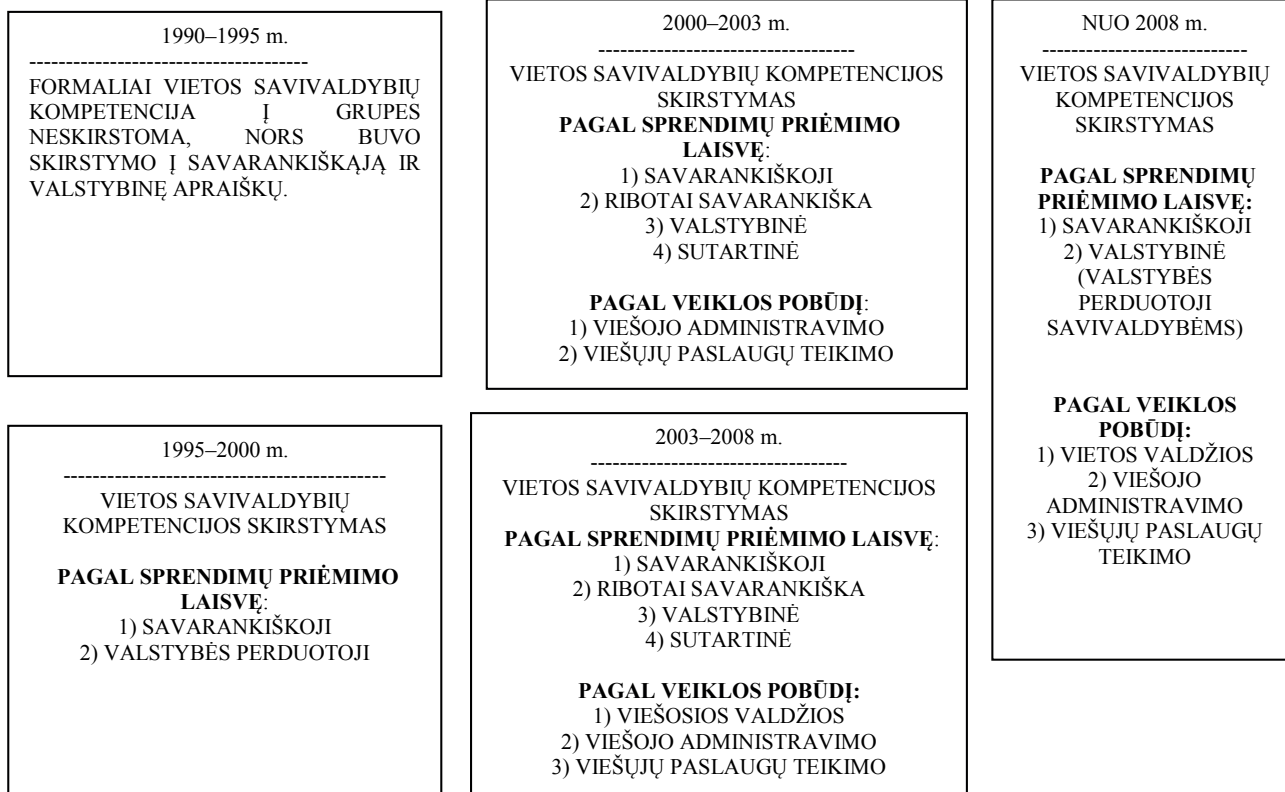 1990–1995 m.
--------------------------------------
FORMALIAI VIETOS SAVIVALDYBIŲ
KOMPETENCIJA Į GRUPES
NESKIRSTOMA, NORS BUVO
SKIRSTYMO Į SAVARANKIŠKĄJĄ IR
VALSTYBINĘ APRAIŠKŲ.
1995–2000 m.
--------------------------------------------
VIETOS SAVIVALDYBIŲ
KOMPETENCIJOS SKIRSTYMAS
PAGAL SPRENDIMŲ PRIĖMIMO
LAISVĘ:
1) SAVARANKIŠKOJI
2) VALSTYBĖS PERDUOTOJI
2000–2003 m.
-----------------------------------
VIETOS SAVIVALDYBIŲ KOMPETENCIJOS
SKIRSTYMAS
PAGAL SPRENDIMŲ PRIĖMIMO
LAISVĘ:
1) SAVARANKIŠKOJI
2) RIBOTAI SAVARANKIŠKA
3) VALSTYBINĖ
4) SUTARTINĖ
PAGAL VEIKLOS POBŪDĮ:
1) VIEŠOJO ADMINISTRAVIMO
2) VIEŠŲJŲ PASLAUGŲ TEIKIMO
2003–2008 m.
-----------------------------------
VIETOS SAVIVALDYBIŲ KOMPETENCIJOS
SKIRSTYMAS
PAGAL SPRENDIMŲ PRIĖMIMO LAISVĘ:
1) SAVARANKIŠKOJI
2) RIBOTAI SAVARANKIŠKA
3) VALSTYBINĖ
4) SUTARTINĖ
PAGAL VEIKLOS POBŪDĮ:
1) VIEŠOSIOS VALDŽIOS
2) VIEŠOJO ADMINISTRAVIMO
3) VIEŠŲJŲ PASLAUGŲ TEIKIMO
NUO 2008 m.
----------------------------
VIETOS SAVIVALDYBIŲ
KOMPETENCIJOS
SKIRSTYMAS
PAGAL SPRENDIMŲ
PRIĖMIMO LAISVĘ:
1) SAVARANKIŠKOJI
2) VALSTYBINĖ
(VALSTYBĖS
PERDUOTOJI
SAVIVALDYBĖMS)
PAGAL VEIKLOS
POBŪDĮ:
1) VIETOS VALDŽIOS
2) VIEŠOJO
ADMINISTRAVIMO
3) VIEŠŲJŲ PASLAUGŲ
TEIKIMO